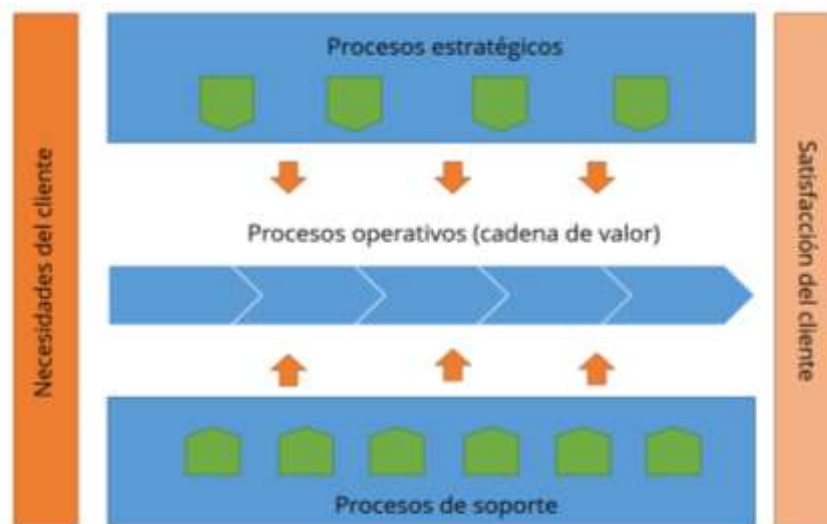 Necesidades del cliente
Procesos estratégicos
Procesos operativos (cadena de valor)
Procesos de soporte
Satisfacción del cliente